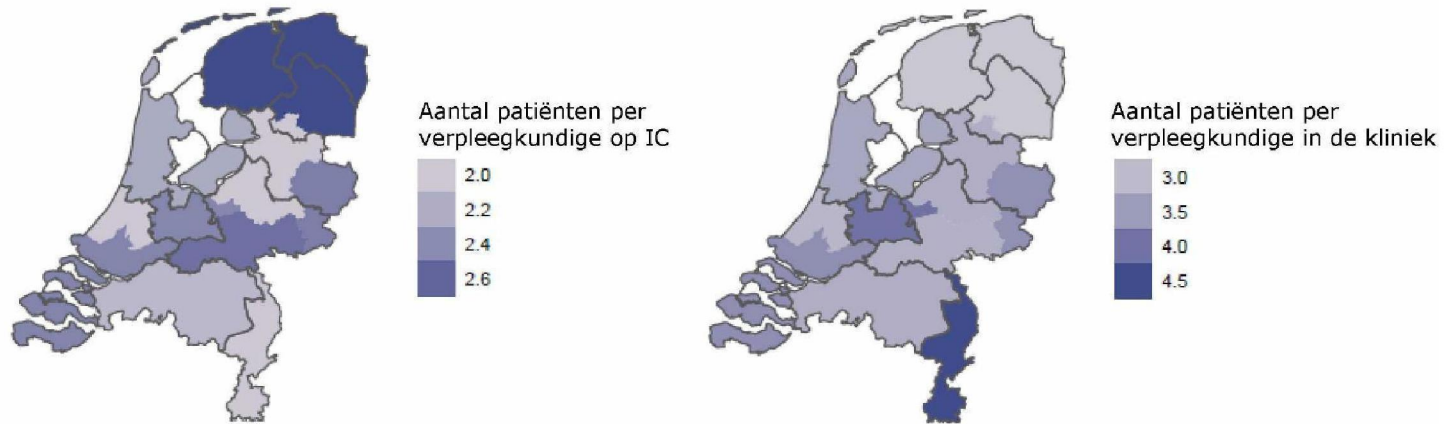 Aantal patiënten per
verpleegkundige op IC
2.0
2.2
2.4
2.6
Aantal patiënten per
verpleegkundige in de kliniek
3.0
3.5
4.0
4.5